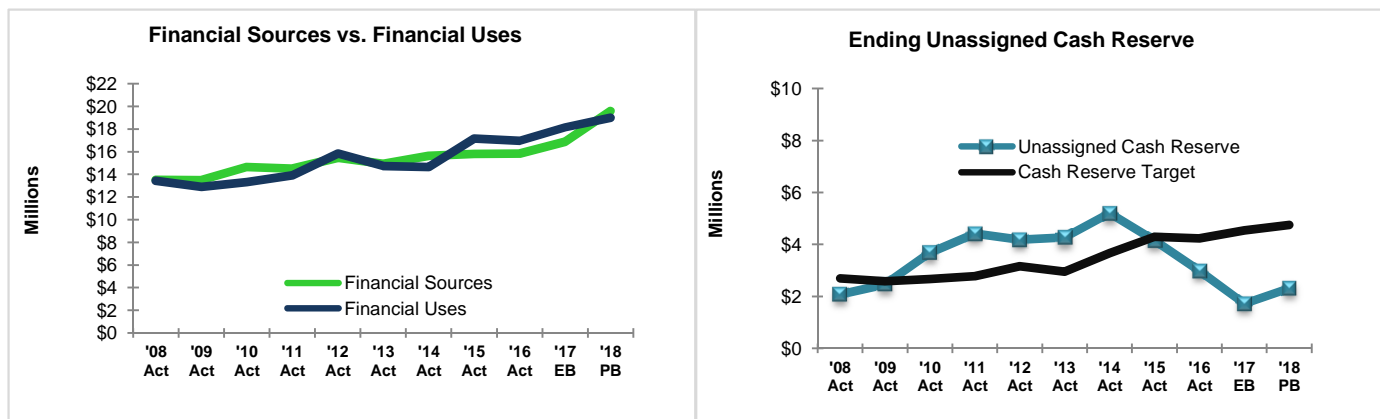 Financial Sources vs. Financial Uses
$22
$20
$18
$16
$14
$12
$10
$8
$6
$4
$2
$0
Millions
Financial Sources
Financial Uses
'08 '09 '10 '11 '12 '13 '14 '15 '16 '17 '18
Act Act Act Act Act Act Act Act Act EB PB
Ending Unassigned Cash Reserve
$10
$8
$6
$4
$2
$0
Millions
Unassigned Cash Reserve
Cash Reserve Target
'08 '09 '10 '11 '12 '13 '14 '15 '16 '17 '18
Act Act Act Act Act Act Act Act Act EB PB